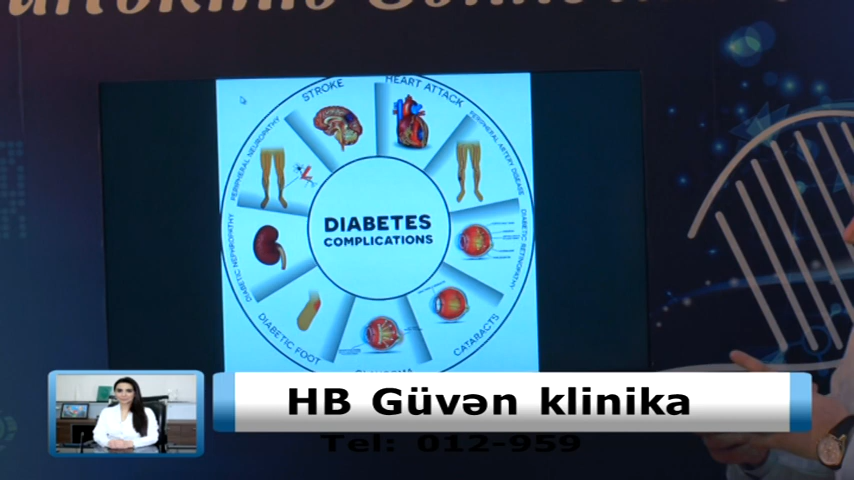 STROKE
HEART ATTACK
PERIPHERAL NEUROPATHY
PERIPHERAL ARTERY DISEASE
DIABETES
COMPLICATIONS
DIABETIC NEPHROPATHY
DIABETIC RETINOPATHY
DIABETIC FOOT
CATARACTS
HB Güvən klinika
Tel: 012-959